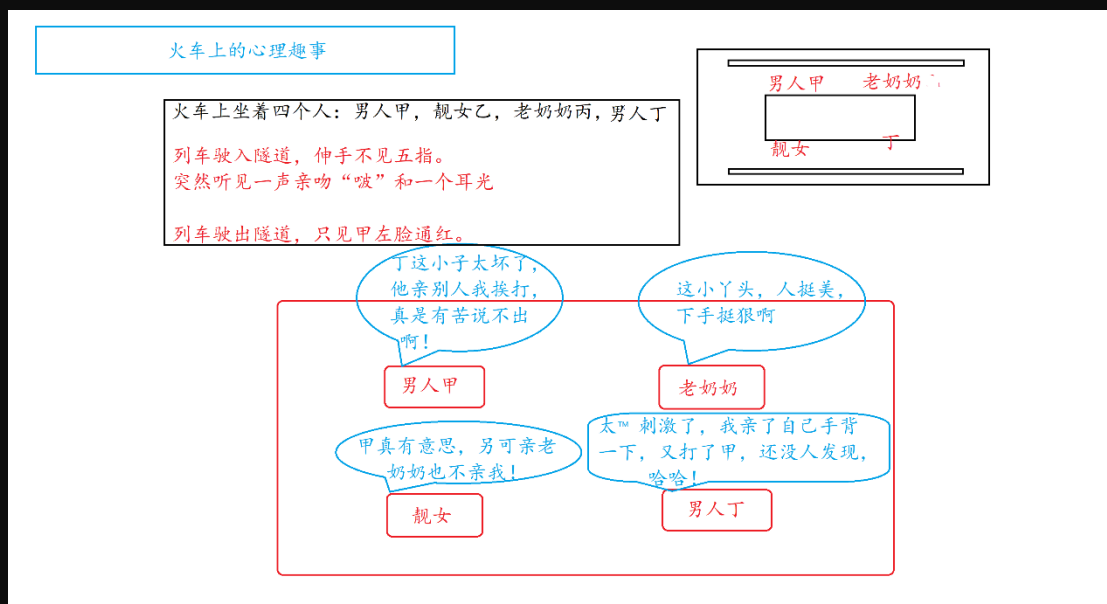 火车上的心理趣事
火车上坐着四个人：男人甲，靓女乙，老奶奶丙，男人丁
列车驶入隧道，伸手不见五指。
突然听见一声亲吻“啵”和一个耳光
列车驶出隧道，只见甲左脸通红。
男人甲 老奶奶
靓女 丁
丁这小子太坏了，
他亲别人我挨打，
真是有苦说不出
啊！
男人甲
这小丫头，人挺美，
下手挺狠啊
老奶奶
甲真有意思，另可亲老
奶奶也不亲我！
靓女
太™ 刺激了，我亲了自己手背
一下，又打了甲，还没人发现，
哈哈！
男人丁